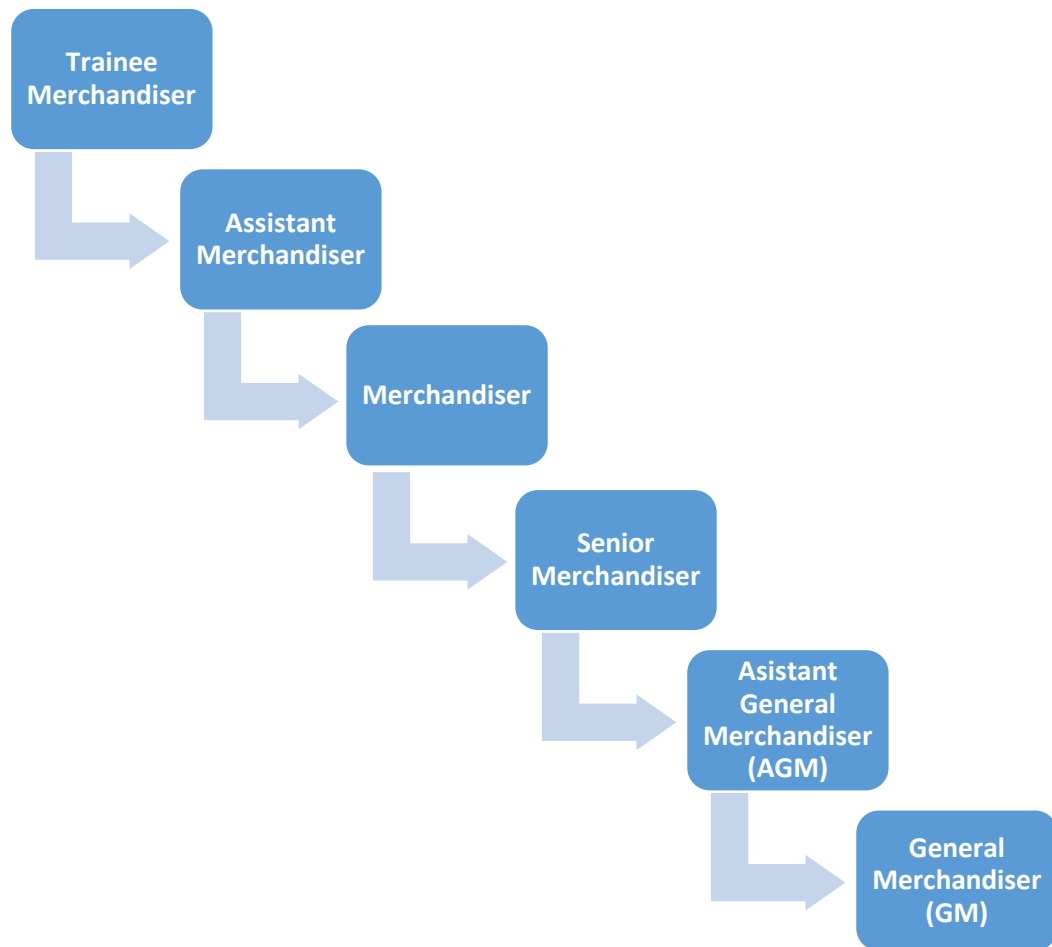 Trainee
Merchandiser
Assistant
Merchandiser
Merchandiser
Senior
Merchandiser
Asistant
General
Merchandiser
(AGM)
General
Merchandiser
(GM)